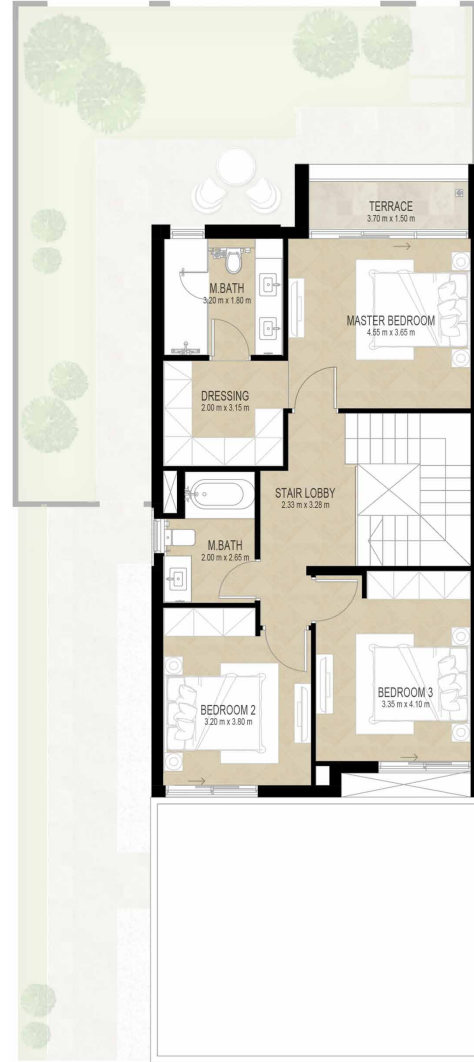 TERRACE
3.70 m x 1.50 m
M.BATH
3.20 m x 1.80 m
MASTER BEDROOM
4.55 m x 3.65 m
DRESSING
2.00 m x 3.15 m
STAIR LOBBY
2.33 m x 3.28 m
M.BATH
2.00 m x 2.65 m
BEDROOM 2
3.20 m x 3.80 m
BEDROOM 3
3.35 m x 4.10 m